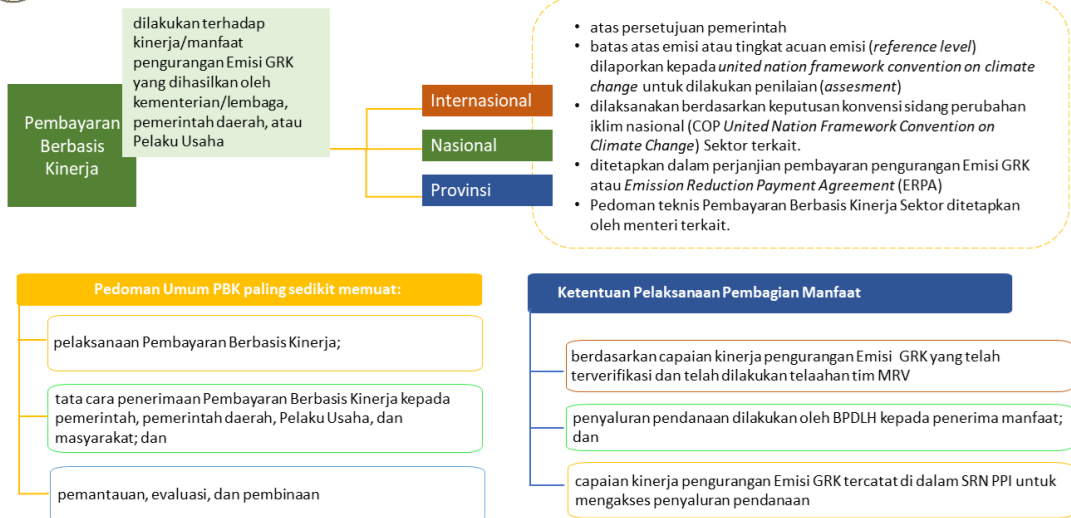 dilakukan terhadap
kinerja/manfaat
pengurangan Emisi GRK
yang dihasilkan oleh
kementerian/lembaga,
pemerintah daerah, atau
Pelaku Usaha
Pembayaran
Berbasis
Kinerja
Internasional
Nasional
Provinsi
• atas persetujuan pemerintah
• batas atas emisi atau tingkat acuan emisi (reference level)
dilaporkan kepada united nation framework convention on climate
change untuk dilakukan penilaian (assesment)
• dilaksanakan berdasarkan keputusan konvensi sidang perubahan
iklim nasional (COP United Nation Framework Convention on
Climate Change) Sektor terkait.
• ditetapkan dalam perjanjian pembayaran pengurangan Emisi GRK
atau Emission Reduction Payment Agreement (ERPA)
• Pedoman teknis Pembayaran Berbasis Kinerja Sektor ditetapkan
oleh menteri terkait.
Pedoman Umum PBK paling sedikit memuat:
pelaksanaan Pembayaran Berbasis Kinerja;
tata cara penerimaan Pembayaran Berbasis Kinerja kepada
pemerintah, pemerintah daerah, Pelaku Usaha, dan
masyarakat; dan
pemantauan, evaluasi, dan pembinaan
Ketentuan Pelaksanaan Pembagian Manfaat
berdasarkan capaian kinerja pengurangan Emisi GRK yang telah
terverifikasi dan telah dilakukan telaahan tim MRV
penyaluran pendanaan dilakukan oleh BPDLH kepada penerima manfaat;
dan
capaian kinerja pengurangan Emisi GRK tercatat di dalam SRN PPI untuk
mengakses penyaluran pendanaan